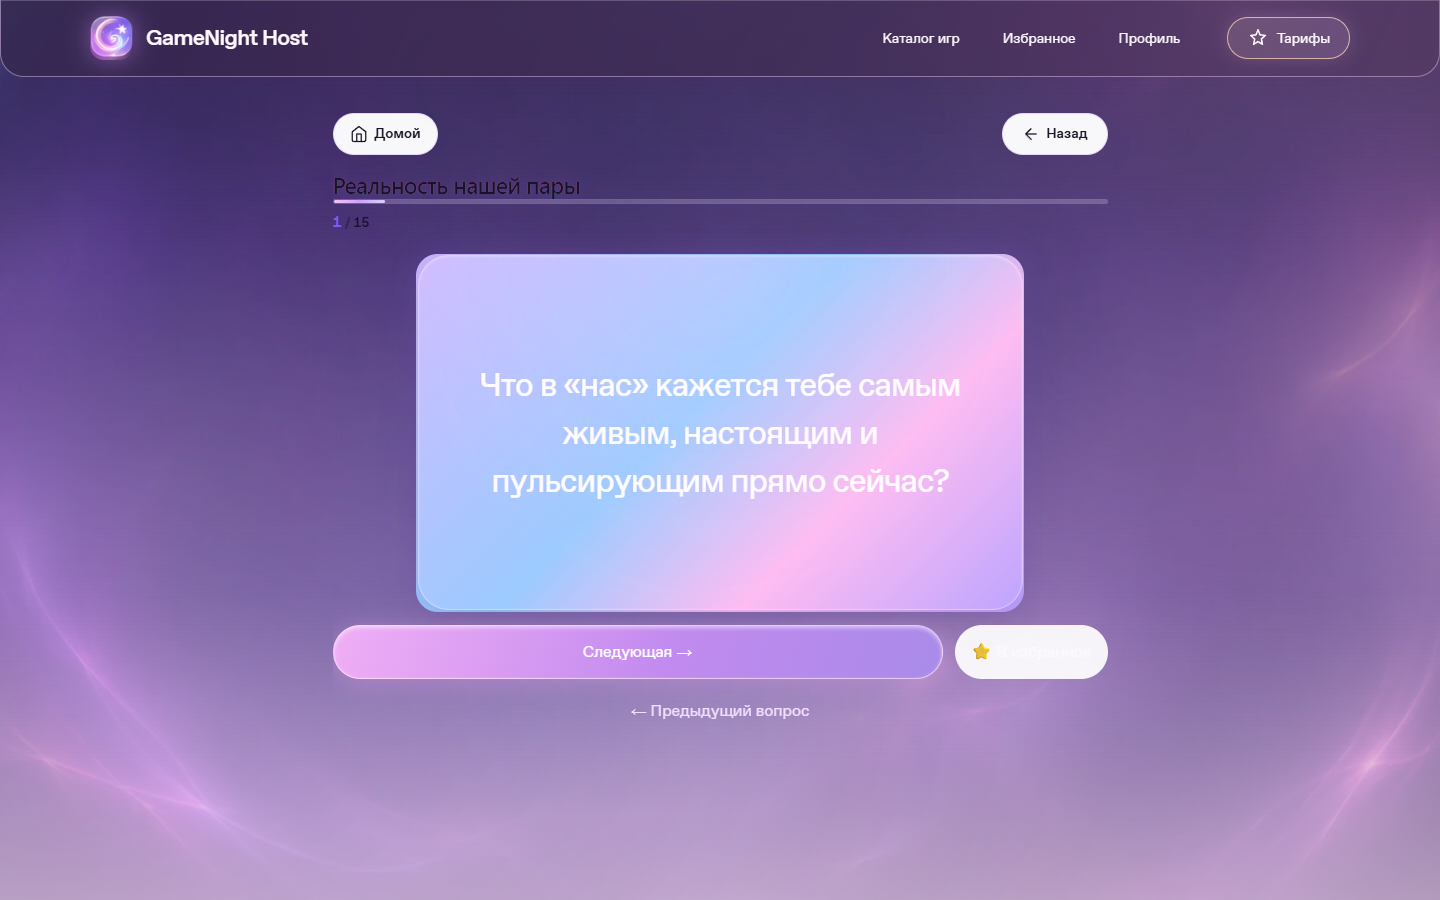 GameNight Host
Каталог игр
Избранное
Профиль
Тарифы
Домой
Назад
Реальность нашей пары
1 / 15
Что в «нас» кажется тебе самым
живым, настоящим и
пульсирующим прямо сейчас?
Следующая →
В избранное
← Предыдущий вопрос